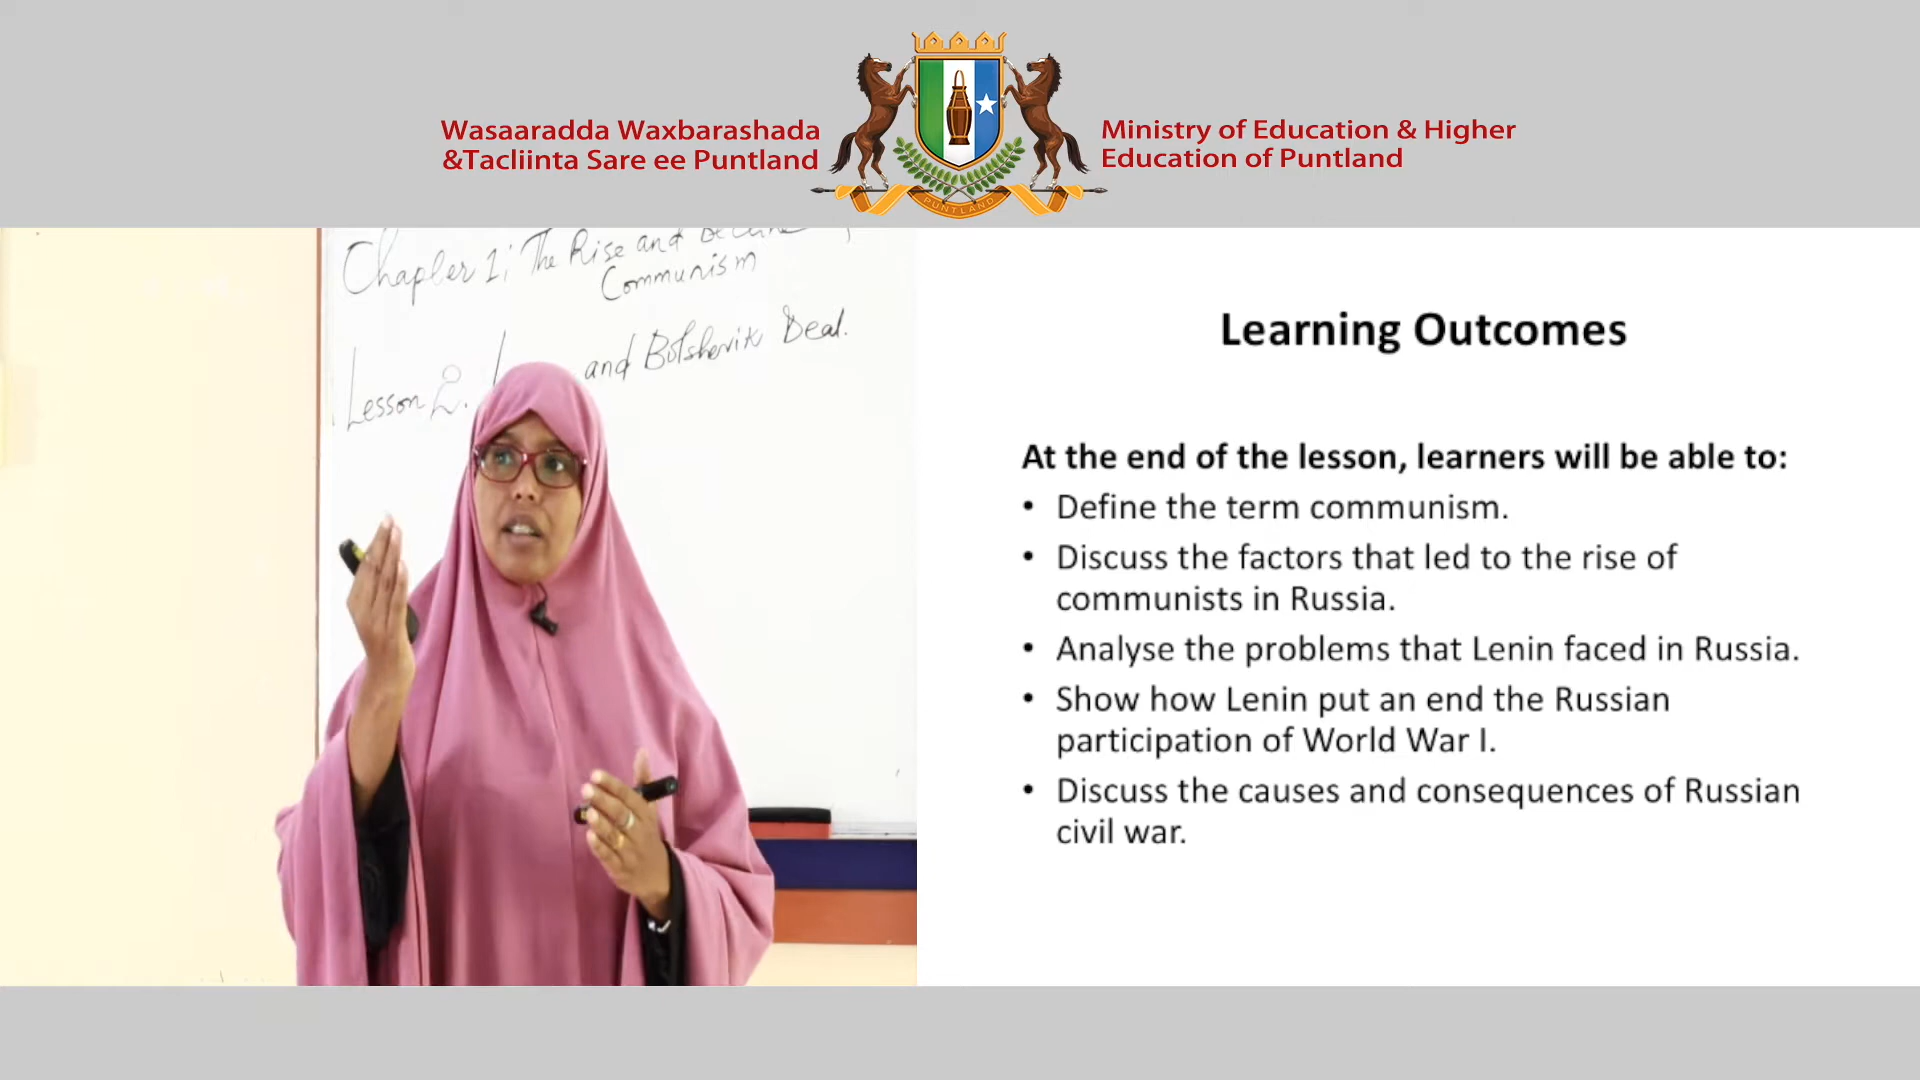 Wasaaradda Waxbarashada
&Tacliinta Sare ee Puntland
PUNTLAND
Ministry of Education & Higher
Education of Puntland
Chapter 1; The Rise and
Communism
Lesson 2. and Bolshevik Deal.
Learning Outcomes
At the end of the lesson, learners will be able to:
• Define the term communism.
• Discuss the factors that led to the rise of
communists in Russia.
• Analyse the problems that Lenin faced in Russia.
• Show how Lenin put an end the Russian
participation of World War I.
• Discuss the causes and consequences of Russian
civil war.